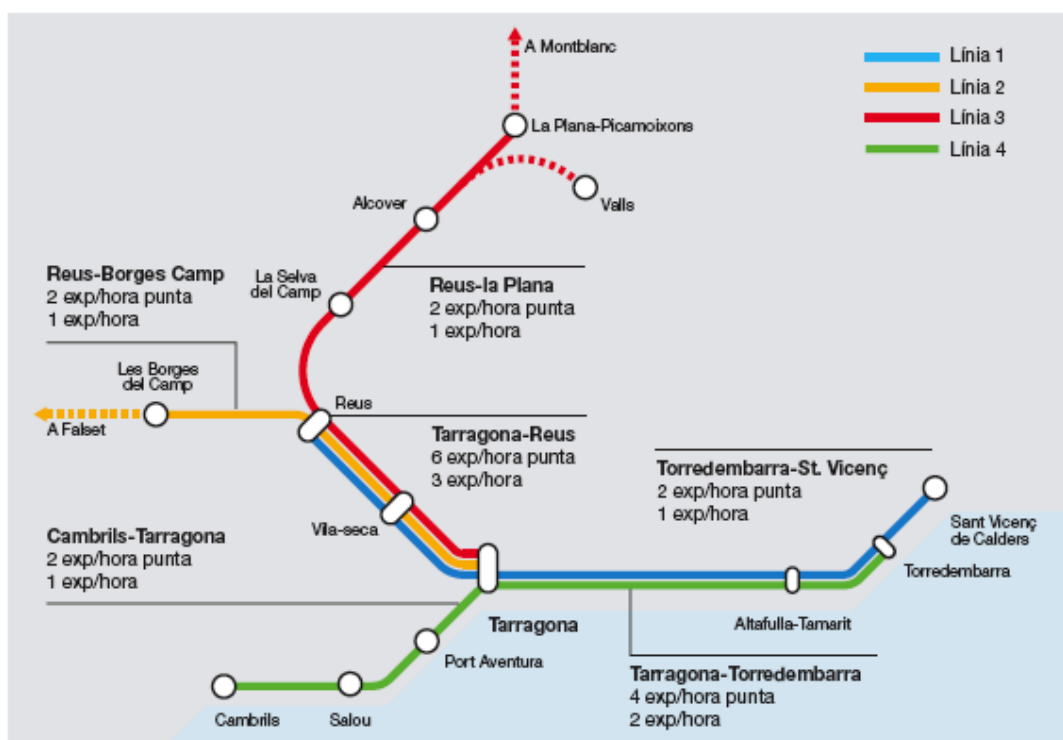 A Montblanc
Línia 1
Línia 2
Línia 3
Línia 4
La Plana-Picamoixons
Alcover
Valls
Reus-Borges Camp
2 exp/hora punta
1 exp/hora
La Selva
del Camp
Reus-la Plana
2 exp/hora punta
1 exp/hora
Les Borges
del Camp
Reus
A Falset
Tarragona-Reus
6 exp/hora punta
3 exp/hora
Torredembarra-St. Vicenç
2 exp/hora punta
1 exp/hora
Vila-seca
Sant Vicenç
de Calders
Cambrils-Tarragona
2 exp/hora punta
1 exp/hora
Torredembarra
Tarragona
Altafulla-Tamarit
Port Aventura
Tarragona-Torredembarra
4 exp/hora punta
2 exp/hora
Cambrils
Salou